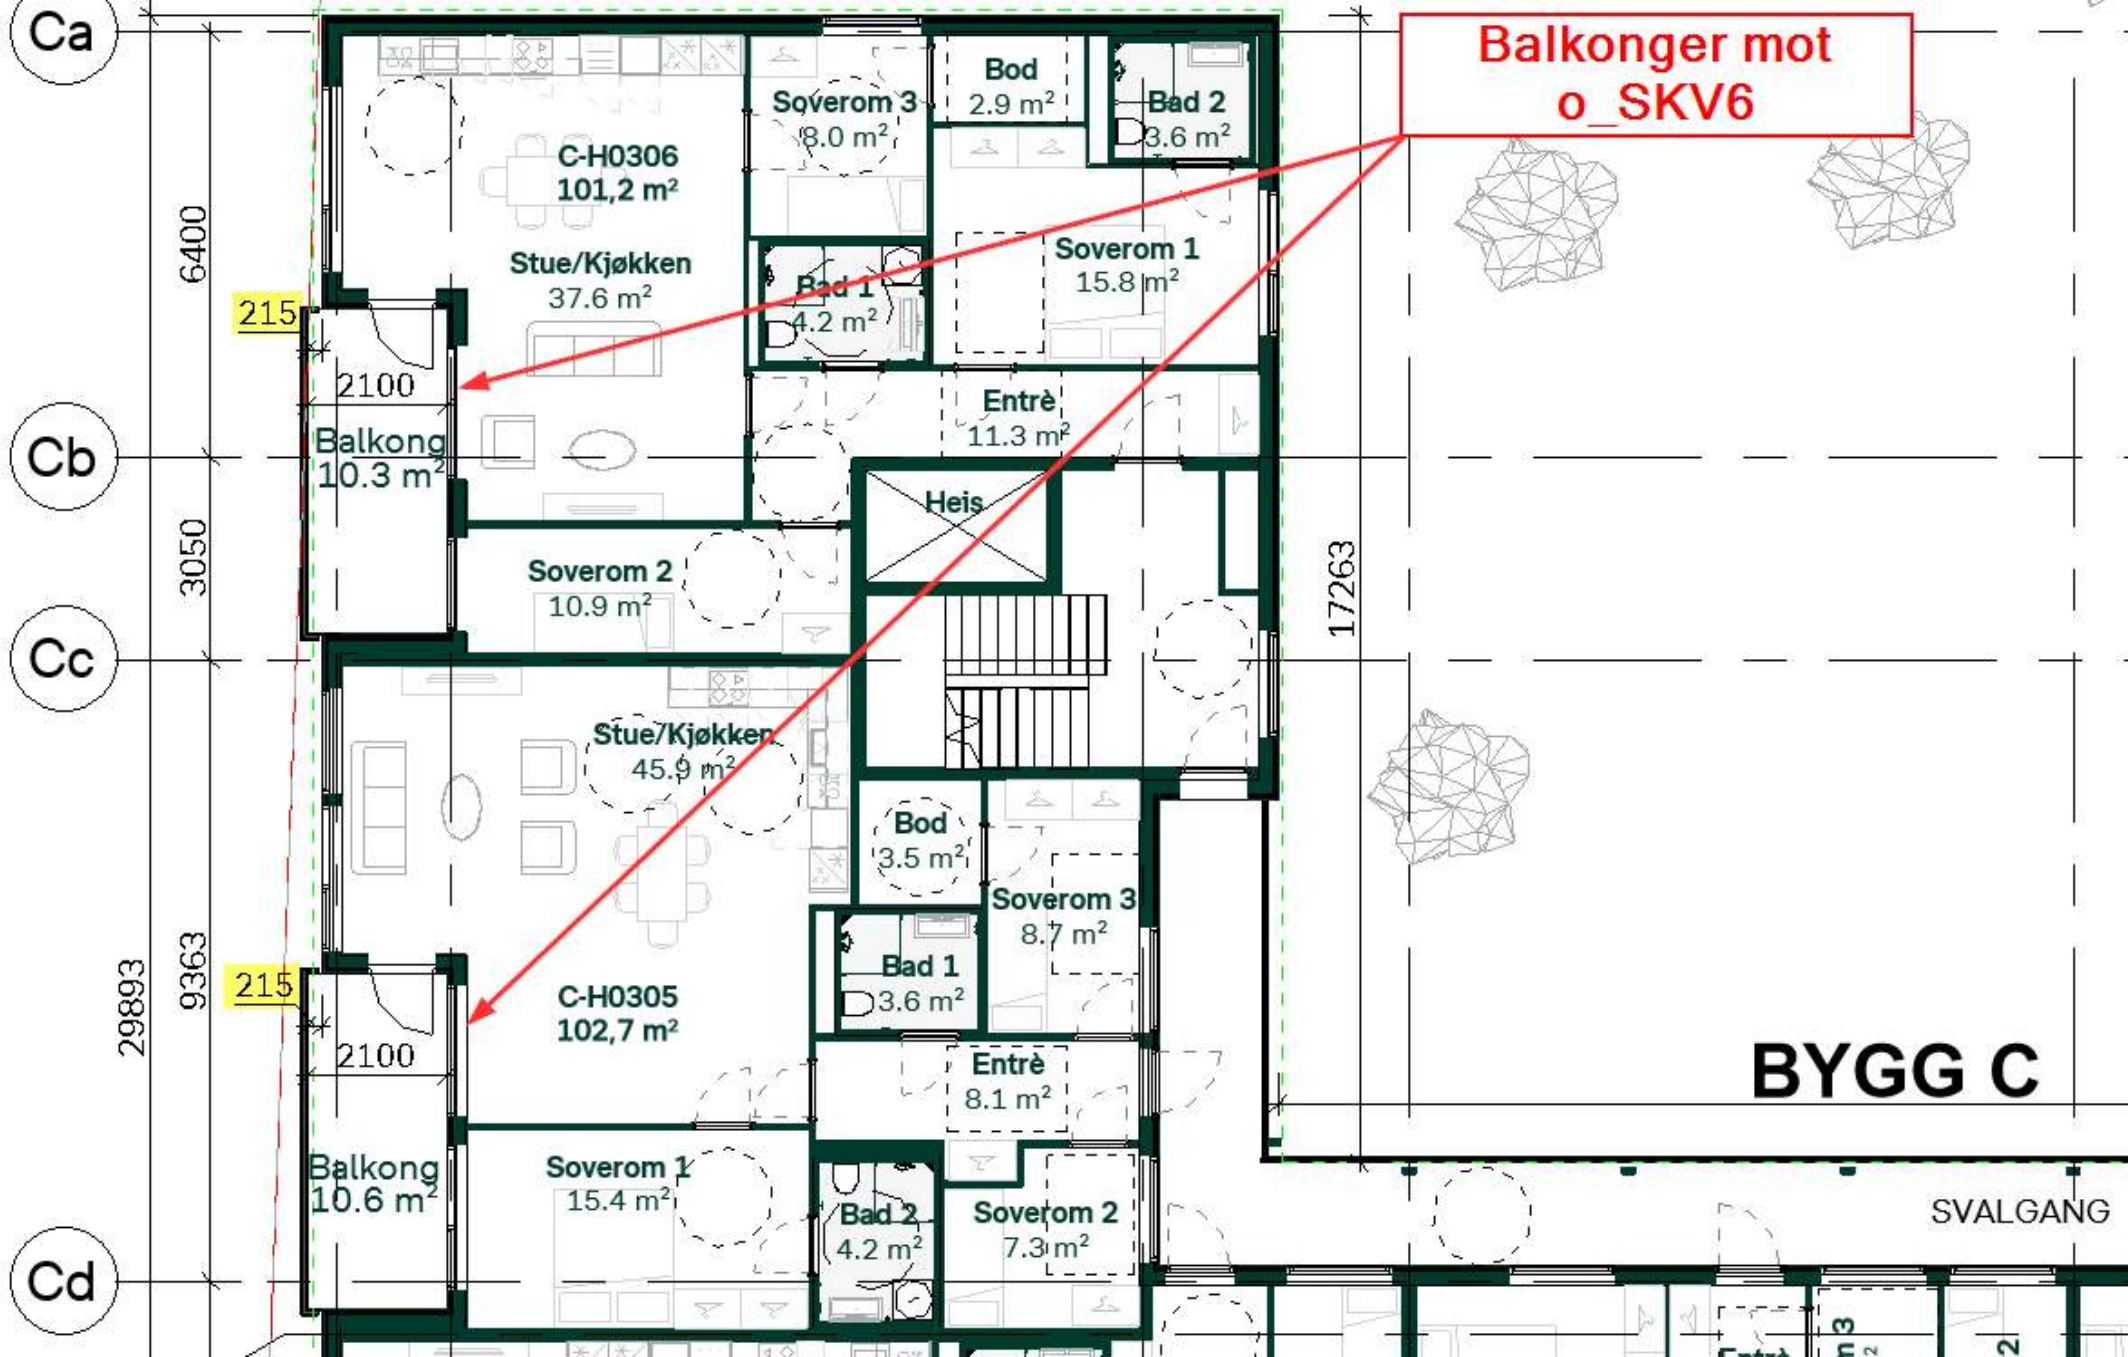 Ca
Balkonger mot
o_SKV6
Bod
2.9 m²
Soverom 3
8.0 m²
Bad 2
3.6 m²
C-H0306
101,2 m²
6400
Stue/Kjøkken
37.6 m²
Soverom 1
15.8 m²
Bad 1
4.2 m²
215
2100
Entrè
11.3 m²
Balkong
10.3 m²
Cb
Heis
3050
17263
Soverom 2
10.9 m²
Cc
Stue/Kjøkken
45.9 m²
Bod
3.5 m²
Soverom 3
8.7 m²
29893
9363
215
Bad 1
3.6 m²
C-H0305
102,7 m²
2100
Entrè
8.1 m²
BYGG C
Balkong
10.6 m²
Soverom 1
15.4 m²
Bad 2
4.2 m²
Soverom 2
7.3 m²
SVALGANG
Cd